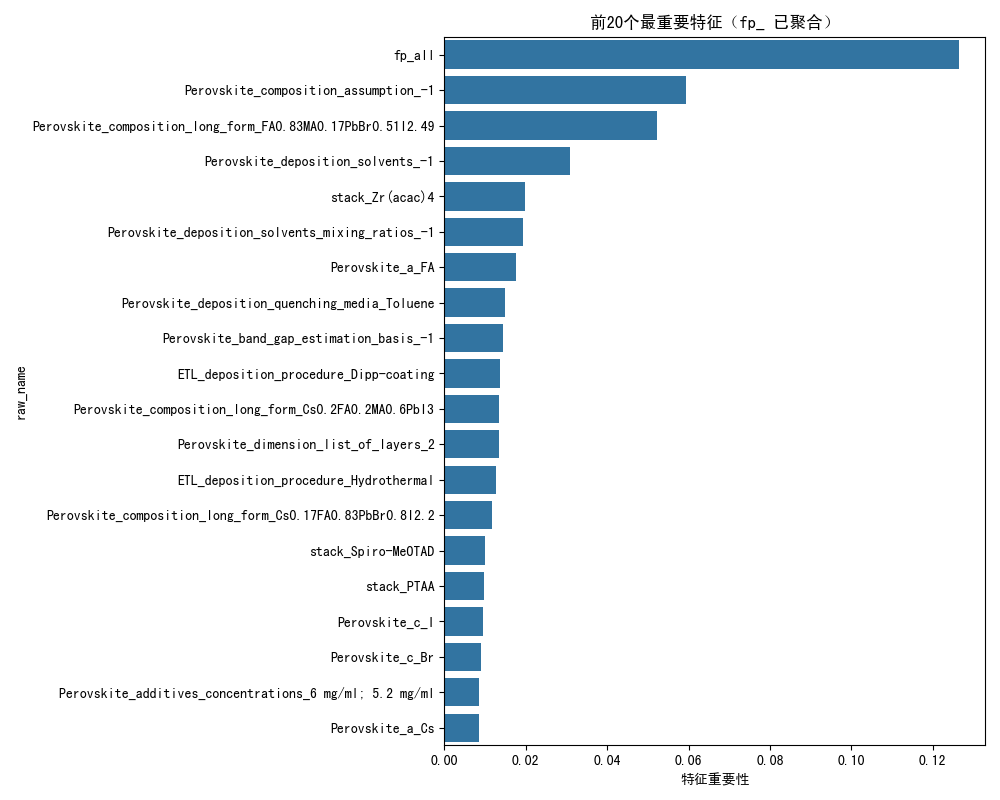 前20个最重要特征（fp_ 已聚合）
fp_all
Perovskite_composition_assumption_-1
Perovskite_composition_long_form_FA0.83MA0.17PbBr0.51I2.49
Perovskite_deposition_solvents_-1
stack_Zr(acac)4
Perovskite_deposition_solvents_mixing_ratios_-1
Perovskite_a_FA
Perovskite_deposition_quenching_media_Toluene
Perovskite_band_gap_estimation_basis_-1
ETL_deposition_procedure_Dipp-coating
Perovskite_composition_long_form_Cs0.2FA0.2MA0.6PbI3
Perovskite_dimension_list_of_layers_2
ETL_deposition_procedure_Hydrothermal
Perovskite_composition_long_form_Cs0.17FA0.83PbBr0.8I2.2
stack_Spiro-MeOTAD
stack_PTAA
Perovskite_c_I
Perovskite_c_Br
Perovskite_additives_concentrations_6 mg/ml; 5.2 mg/ml
Perovskite_a_Cs
raw_name
0.00 0.02 0.04 0.06 0.08 0.10 0.12
特征重要性